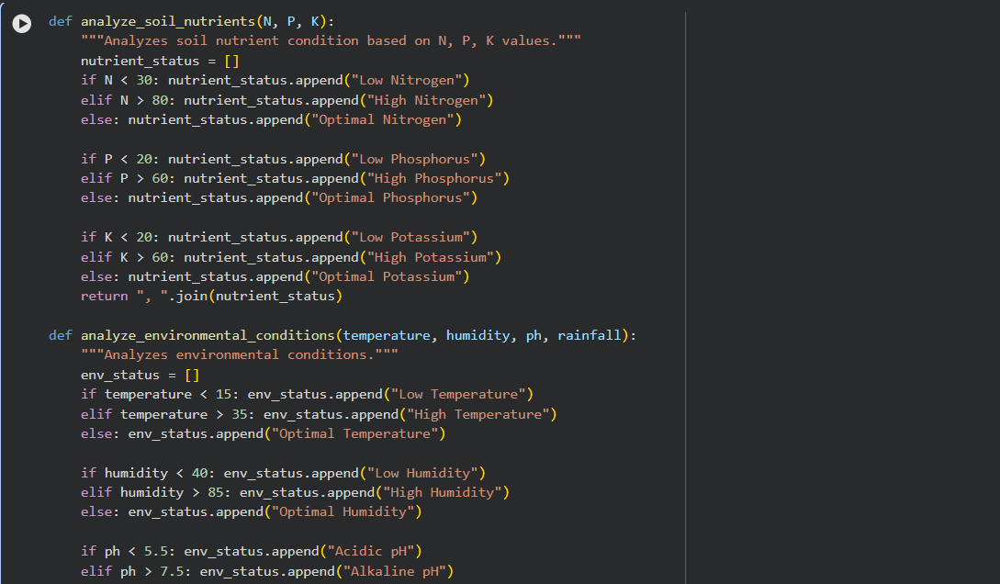 def analyze_soil_nutrients(N, P, K):
    """Analyzes soil nutrient condition based on N, P, K values."""
    nutrient_status = []
    if N < 30: nutrient_status.append("Low Nitrogen")
    elif N > 80: nutrient_status.append("High Nitrogen")
    else: nutrient_status.append("Optimal Nitrogen")

    if P < 20: nutrient_status.append("Low Phosphorus")
    elif P > 60: nutrient_status.append("High Phosphorus")
    else: nutrient_status.append("Optimal Phosphorus")

    if K < 20: nutrient_status.append("Low Potassium")
    elif K > 60: nutrient_status.append("High Potassium")
    else: nutrient_status.append("Optimal Potassium")
    return ", ".join(nutrient_status)

def analyze_environmental_conditions(temperature, humidity, ph, rainfall):
    """Analyzes environmental conditions."""
    env_status = []
    if temperature < 15: env_status.append("Low Temperature")
    elif temperature > 35: env_status.append("High Temperature")
    else: env_status.append("Optimal Temperature")

    if humidity < 40: env_status.append("Low Humidity")
    elif humidity > 85: env_status.append("High Humidity")
    else: env_status.append("Optimal Humidity")

    if ph < 5.5: env_status.append("Acidic pH")
    elif ph > 7.5: env_status.append("Alkaline pH")